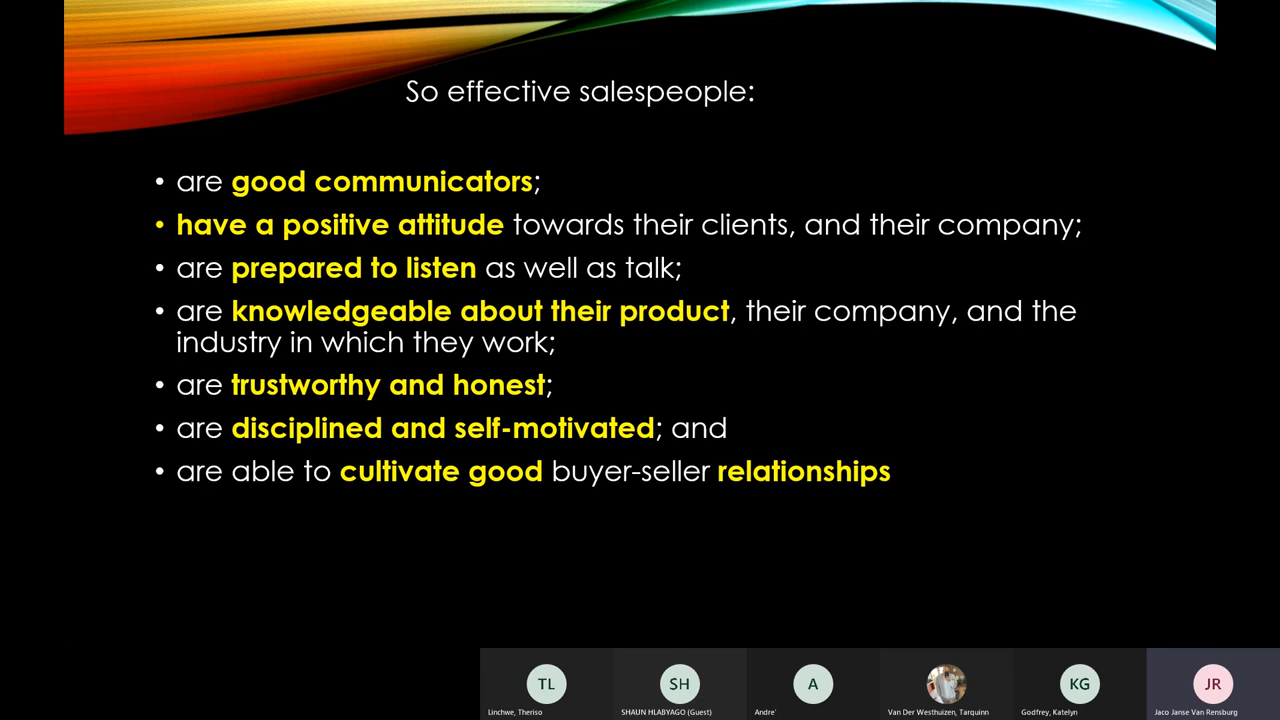 So effective salespeople:
• are good communicators;
• have a positive attitude towards their clients, and their company;
• are prepared to listen as well as talk;
• are knowledgeable about their product, their company, and the
industry in which they work;
• are trustworthy and honest;
• are disciplined and self-motivated; and
• are able to cultivate good buyer-seller relationships
TL
SH
A
KG
JR
Linchwe, Theriso
SHAUN HLABYAGO (Guest)
Andre'
Van Der Westhuizen, Tarquinn
Godfrey, Katelyn
Jaco Janse Van Rensburg